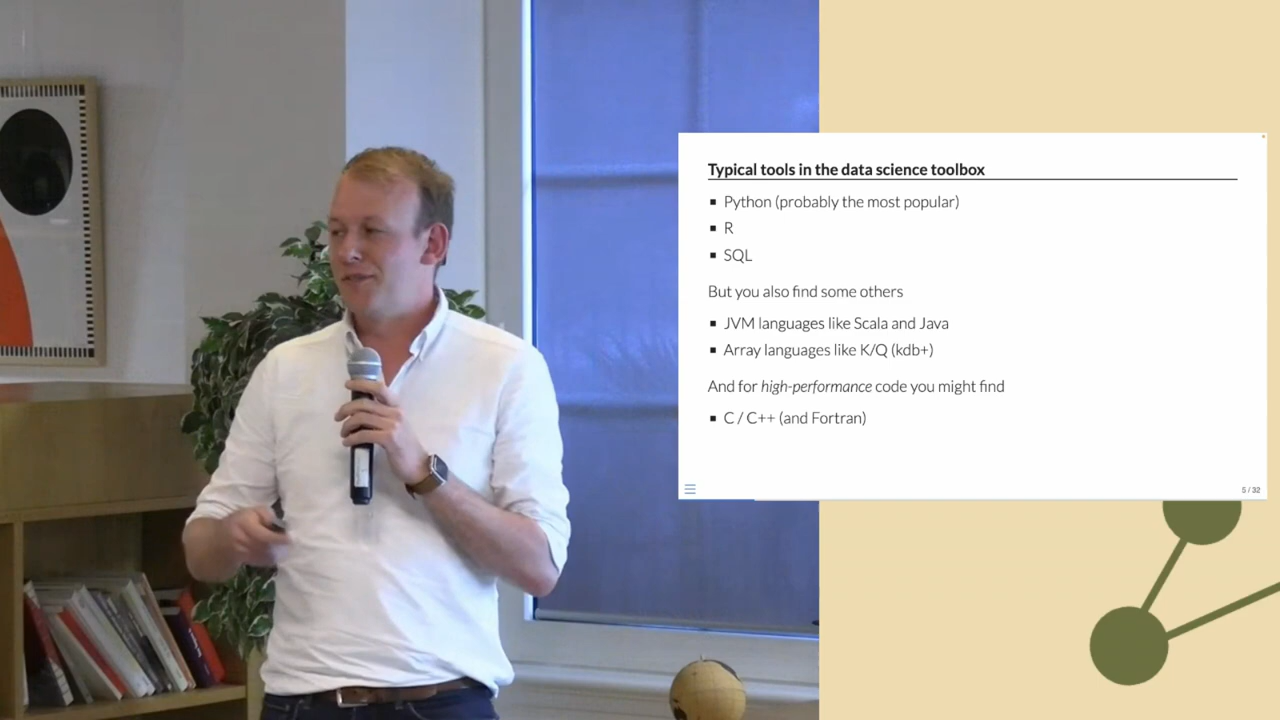 Typical tools in the data science toolbox
▪ Python (probably the most popular)
▪ R
▪ SQL
But you also find some others
▪ JVM languages like Scala and Java
▪ Array languages like K/Q (kdb+)
And for high-performance code you might find
▪ C / C++ (and Fortran)
5 / 32